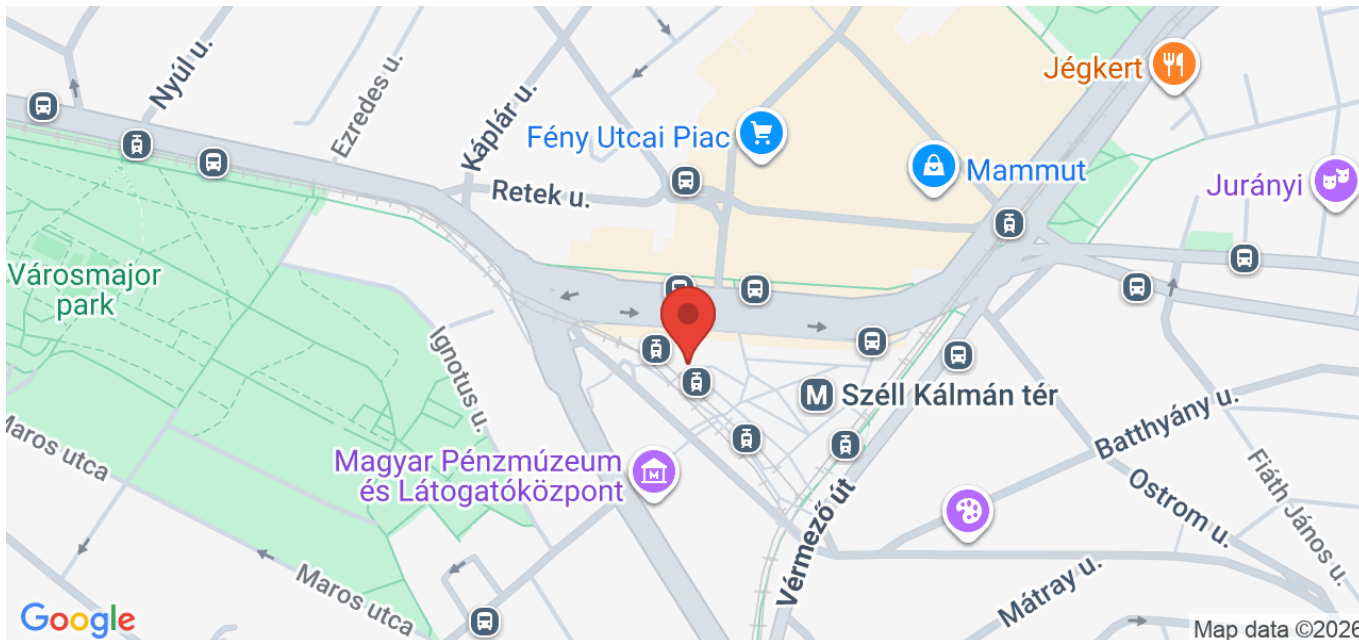 Nyúl u.
Ezredes u.
Káplár u.
Jégkert
Fény Utcai Piac
Mammut
Jurányi
Retek u.
Városmajor
park
Ignotus u.
M
Széll Kálmán tér
Batthyány u.
Maros utca
Magyar Pénzmúzeum
és Látogatóközpont
M
Ostrom u.
Fiáth János u.
Vérmező út
Mátray u.
Maros utca
Google
Map data ©2026